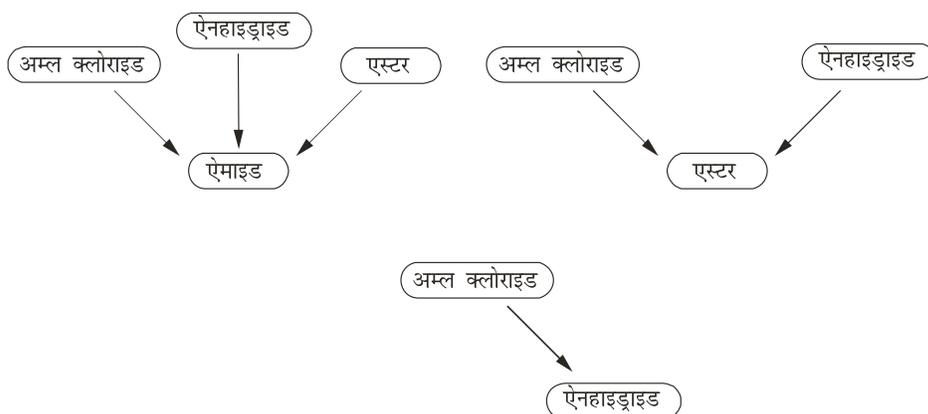 ऐनहाइड्राइड
अम्ल क्लोराइड
एस्टर
ऐमाइड
अम्ल क्लोराइड
ऐनहाइड्राइड
एस्टर
अम्ल क्लोराइड
ऐनहाइड्राइड